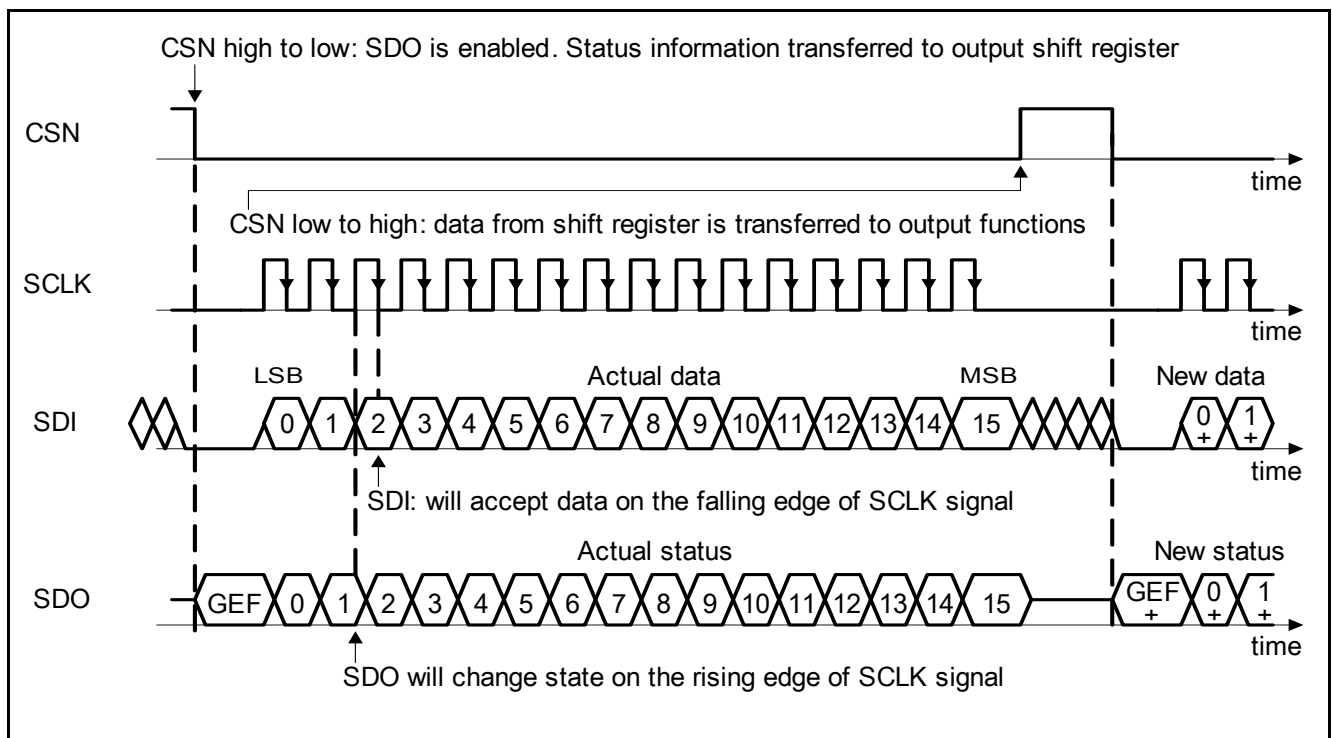 CSN high to low: SDO is enabled. Status information transferred to output shift register
CSN
time
CSN low to high: data from shift register is transferred to output functions
SCLK
time
LSB Actual data MSB New data
SDI 0 1 2 3 4 5 6 7 8 9 10 11 12 13 14 15 0 1
+ +
time
SDI: will accept data on the falling edge of SCLK signal
Actual status New status
SDO GEF 0 1 2 3 4 5 6 7 8 9 10 11 12 13 14 15 GEF 0 1
+ + +
time
SDO will change state on the rising edge of SCLK signal